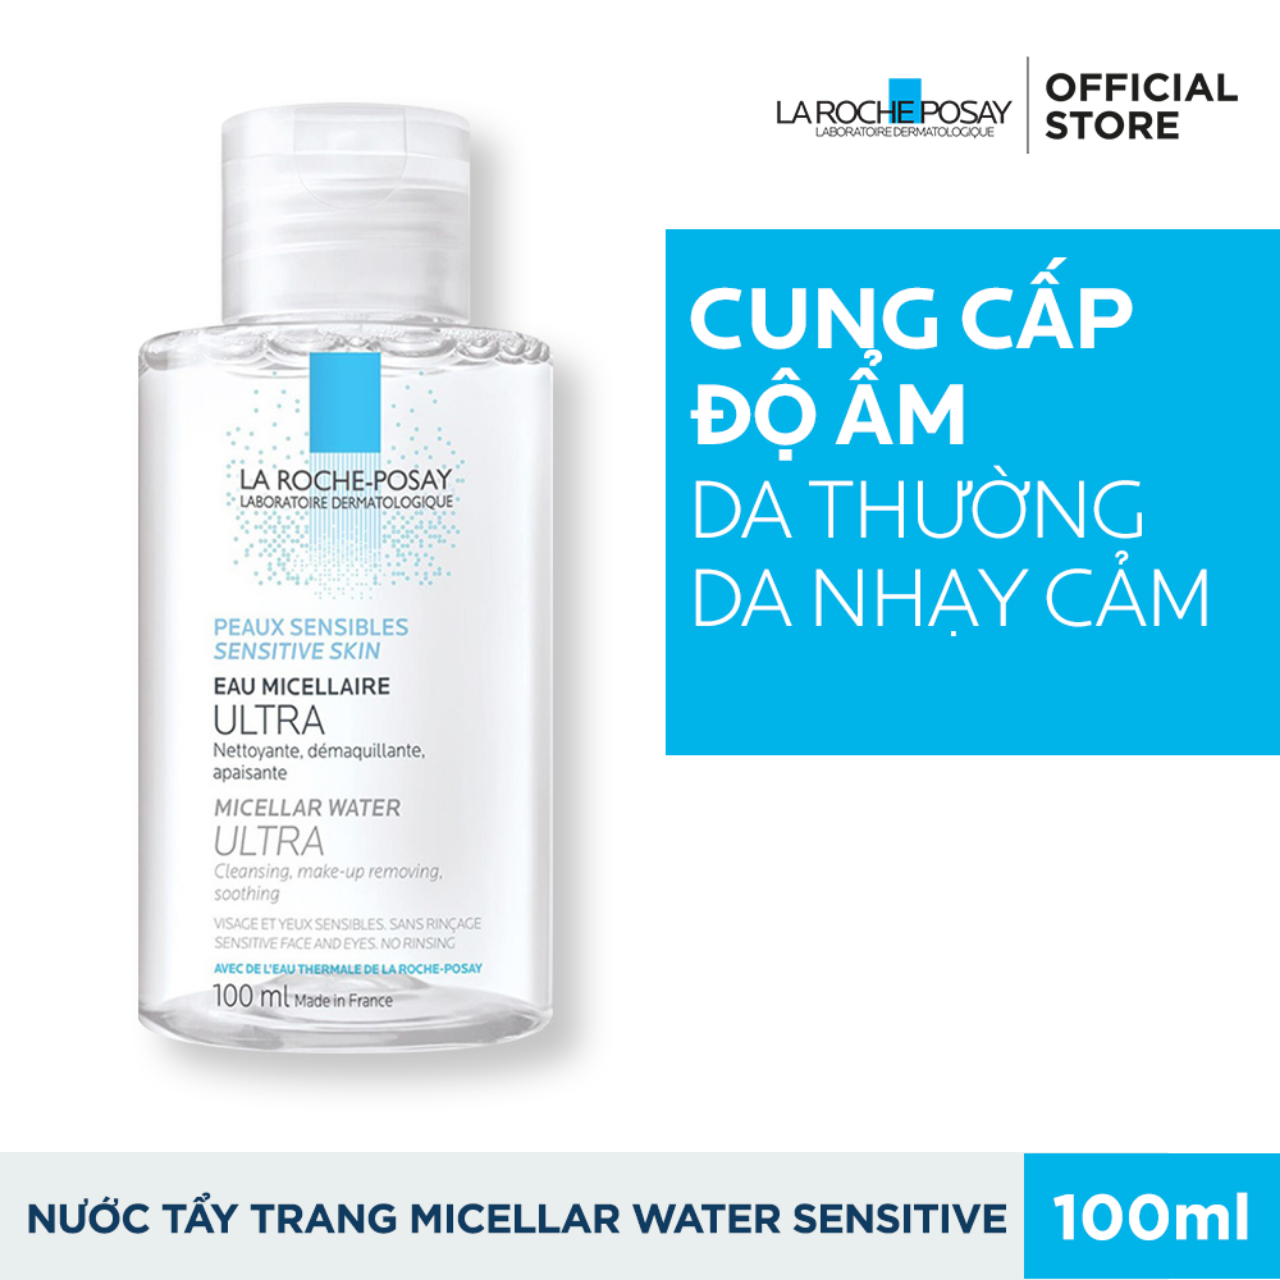 LA ROCHE POSAY
LABORATOIRE DERMATOLOGIQUE
OFFICIAL
STORE
CUNG CẤP
ĐỘ ẨM
DA THƯỜNG
DA NHẠY CẢM
LA ROCHE-POSAY
LABORATOIRE DERMATOLOGIQUE
PEAUX SENSIBLES
SENSITIVE SKIN
EAU MICELLAIRE
ULTRA
Nettoyante, démaquillante,
apaisante
MICELLAR WATER
ULTRA
Cleansing, make-up removing,
soothing
VISAGE ET YEUX SENSIBLES. SANS RINÇAGE
SENSITIVE FACE AND EYES. NO RINSING
AVEC DE L'EAU THERMALE DE LA ROCHE-POSAY
100 ml Made in France
NƯỚC TẨY TRANG MICELLAR WATER SENSITIVE
100ml